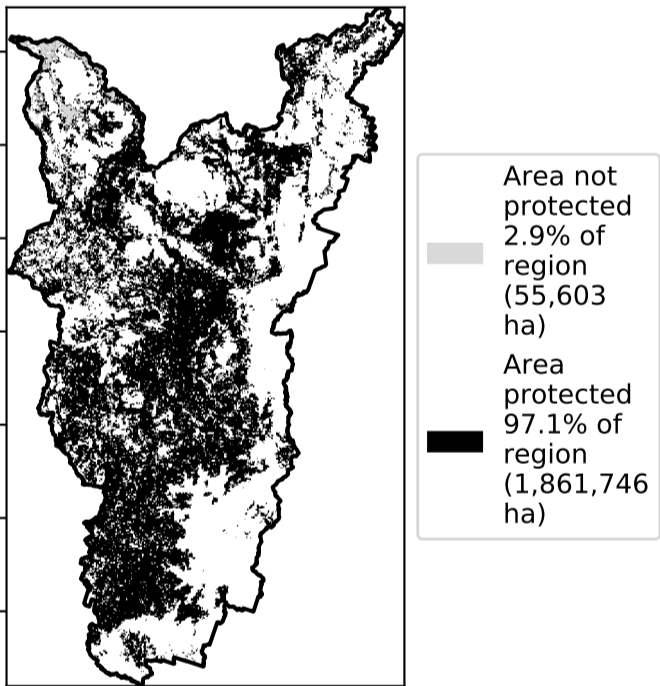 Area not
protected
2.9% of
region
(55,603
ha)
Area
protected
97.1% of
region
(1,861,746
ha)